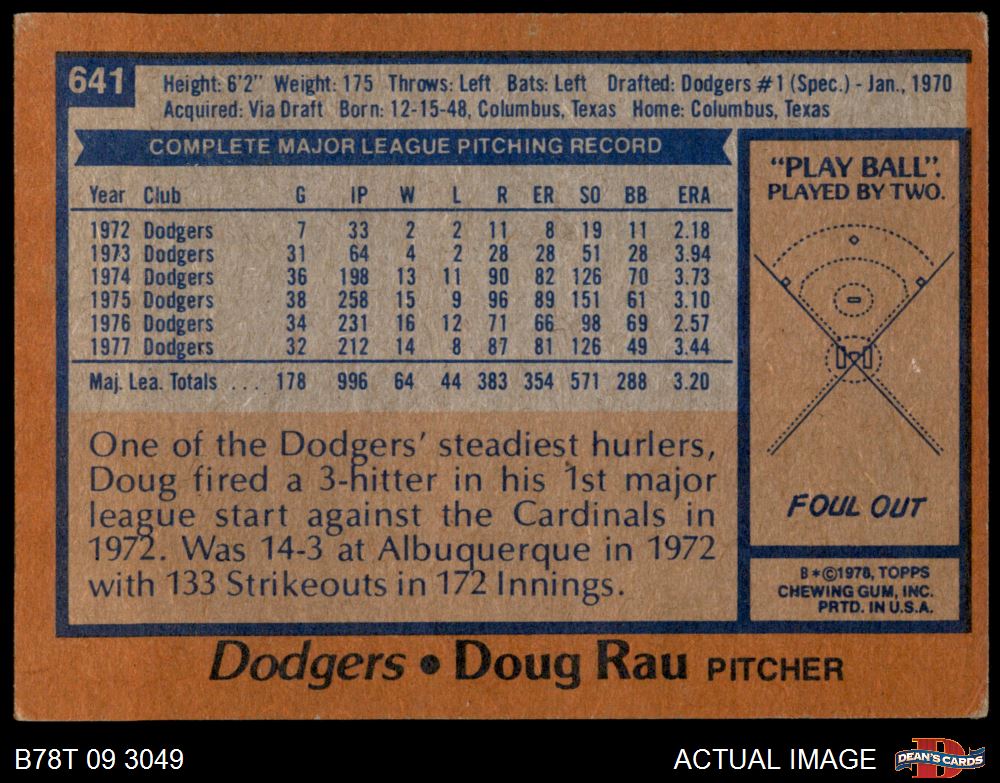 641
Height: 6'2" Weight: 175 Throws: Left Bats: Left Drafted: Dodgers #1 (Spec.) - Jan., 1970
Acquired: Via Draft Born: 12-15-48, Columbus, Texas Home: Columbus, Texas
COMPLETE MAJOR LEAGUE PITCHING RECORD
Year Club G IP W L R ER SO BB ERA
1972 Dodgers 7 33 2 2 11 8 19 11 2.18
1973 Dodgers 31 64 4 2 28 28 51 28 3.94
1974 Dodgers 36 198 13 11 90 82 126 70 3.73
1975 Dodgers 38 258 15 9 96 89 151 61 3.10
1976 Dodgers 34 231 16 12 71 66 98 69 2.57
1977 Dodgers 32 212 14 8 87 81 126 49 3.44
Maj. Lea. Totals ... 178 996 64 44 383 354 571 288 3.20
One of the Dodgers' steadiest hurlers,
Doug fired a 3-hitter in his 1st major
league start against the Cardinals in
1972. Was 14-3 at Albuquerque in 1972
with 133 Strikeouts in 172 Innings.
"PLAY BALL".
PLAYED BY TWO.
FOUL OUT
B*©1978, TOPPS
CHEWING GUM, INC.
PRTD. IN U.S.A.
Dodgers • Doug Rau PITCHER
B78T 09 3049
ACTUAL IMAGE
D
DEAN'S CARDS